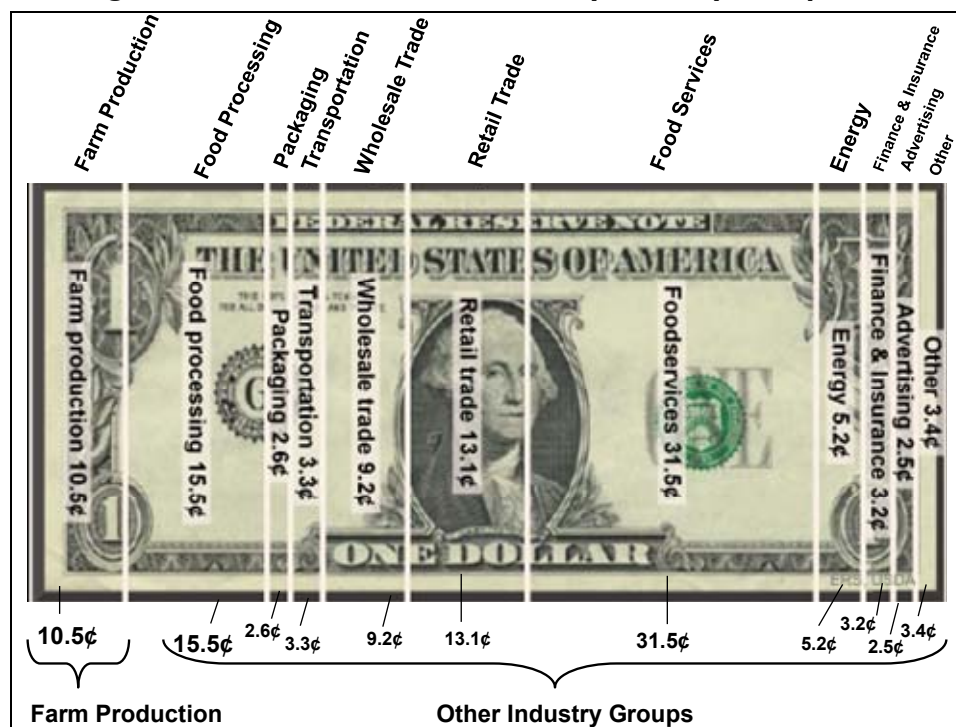 Farm Production
Food Processing
Packaging
Transportation
Wholesale Trade
Retail Trade
Food Services
Energy
Finance & Insurance
Advertising
Other
FEDERAL RESERVE NOTE
THE UNITED STATES OF AMERICA
Farm production 10.5¢
Food processing 15.5¢
Packaging 2.6¢
Transportation 3.3¢
Wholesale trade 9.2¢
Retail trade 13.1¢
Foodservices 31.5¢
Energy 5.2¢
Finance & Insurance 3.2¢
Advertising 2.5¢
Other 3.4¢
1
1
ONE DOLLAR
ERS, USDA
10.5¢
15.5¢
2.6¢
3.3¢
9.2¢
13.1¢
31.5¢
5.2¢
3.2¢
2.5¢
3.4¢
Farm Production
Other Industry Groups